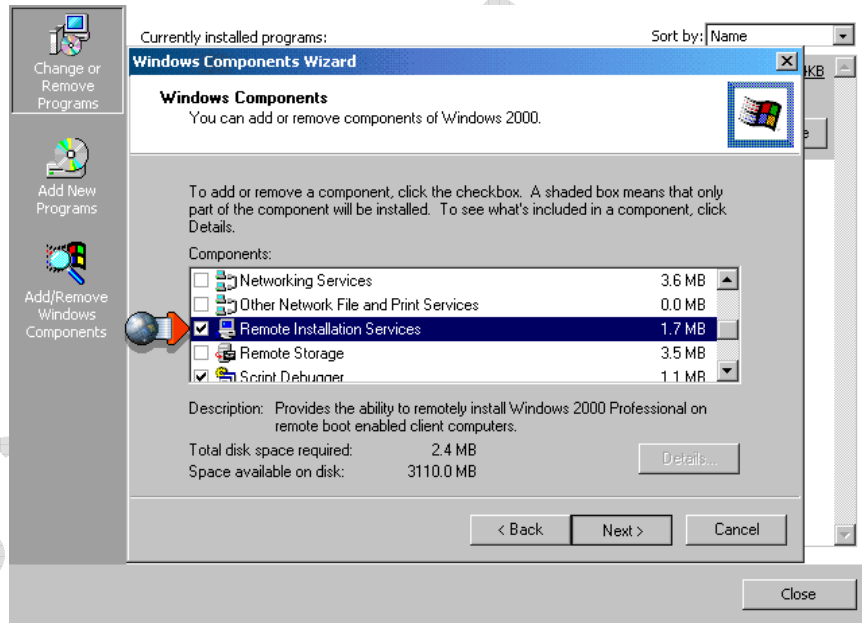 Currently installed programs:
Sort by: Name
Change or
Remove
Programs
Add New
Programs
Add/Remove
Windows
Components
Windows Components Wizard
Windows Components
You can add or remove components of Windows 2000.
To add or remove a component, click the checkbox. A shaded box means that only
part of the component will be installed. To see what's included in a component, click
Details.
Components:
Networking Services 3.6 MB
Other Network File and Print Services 0.0 MB
Remote Installation Services 1.7 MB
Remote Storage 3.5 MB
Script Debugger 1.1 MB
Description: Provides the ability to remotely install Windows 2000 Professional on
remote boot enabled client computers.
Total disk space required: 2.4 MB
Space available on disk: 3110.0 MB
Details...
< Back
Next >
Cancel
KB
Close